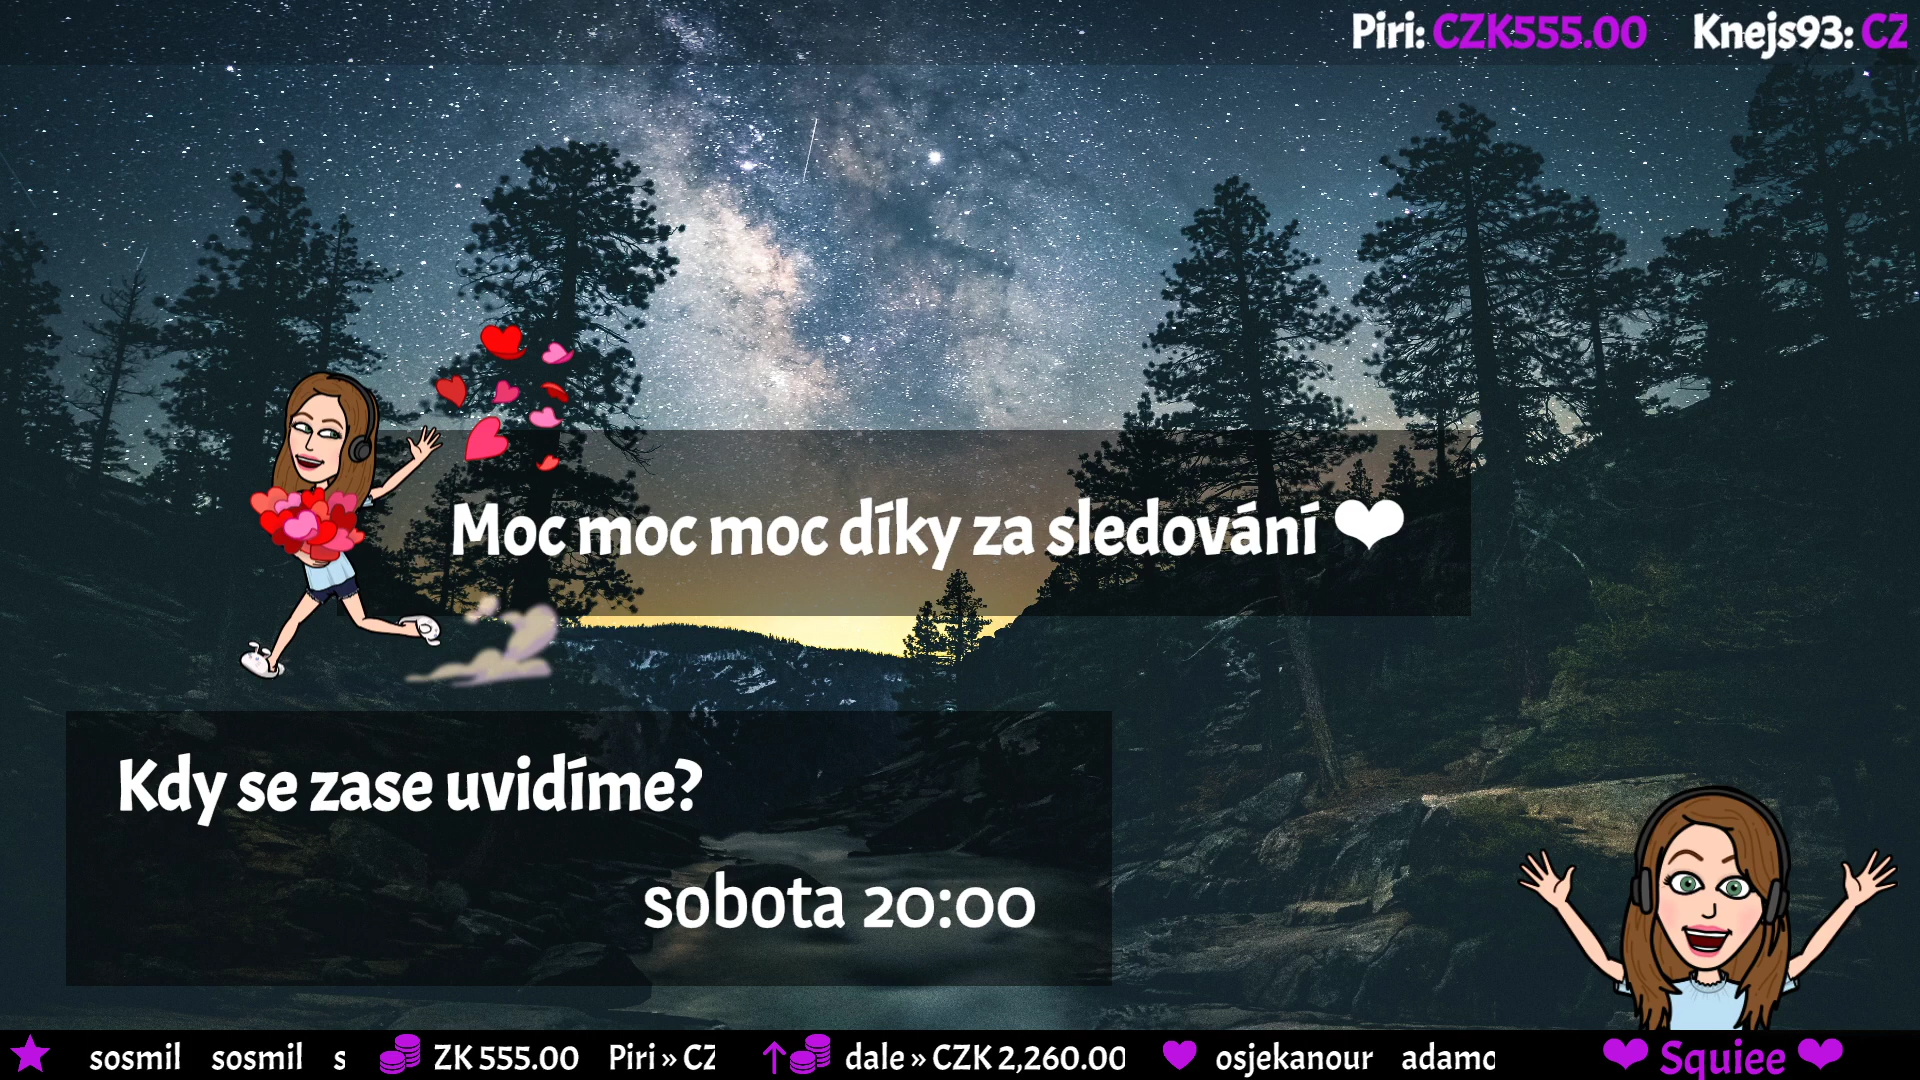 Piri: CZK555.00 Knejs93: CZ
Moc moc moc díky za sledování ❤
Kdy se zase uvidíme?
sobota 20:00
sosmil sosmil s ZK 555.00 Piri » CZ dale » CZK 2,260.00 osjekanour adamo ❤ Squiee ❤